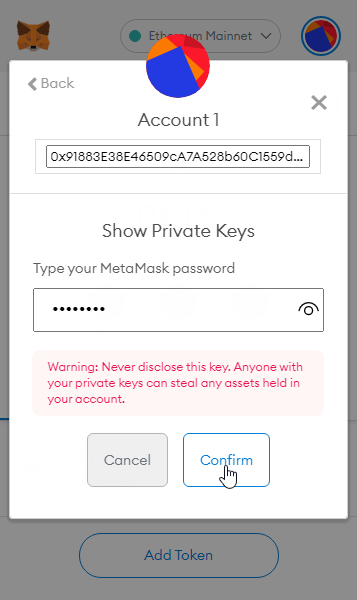 Ethereum Mainnet
Back
Account 1
0x91883E38E46509cA7A528b60C1559d...
Show Private Keys
Type your MetaMask password
Warning: Never disclose this key. Anyone with
your private keys can steal any assets held in
your account.
Cancel
Confirm
Add Token